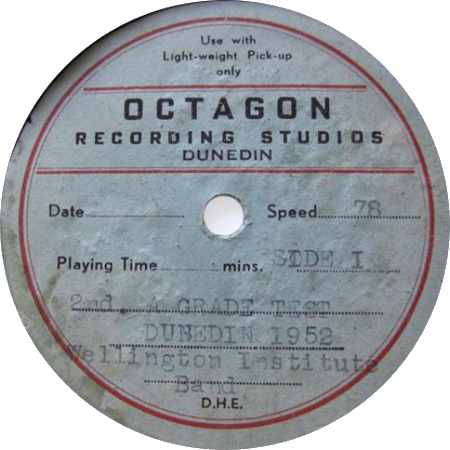 Use with
Light-weight Pick-up
only
OCTAGON
RECORDING STUDIOS
DUNEDIN
Date Speed 78
Playing Time mins. SIDE I
2nd. A GRADE TEST
DUNEDIN 1952
Wellington Institute
Band
D.H.E.